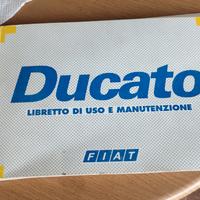 Ducato
LIBRETTO DI USO E MANUTENZIONE
FIAT